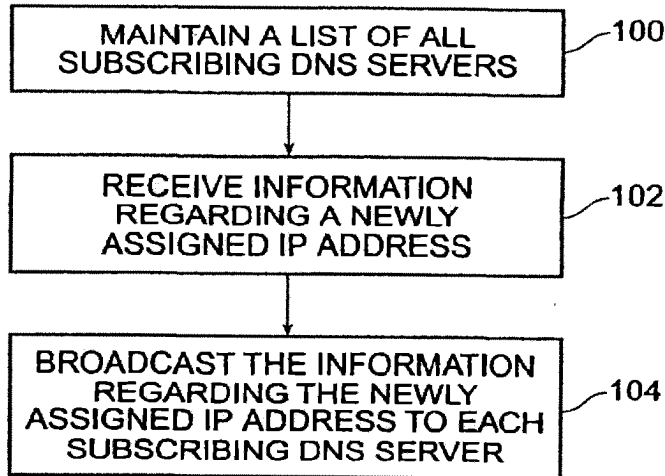 MAINTAIN A LIST OF ALL
SUBSCRIBING DNS SERVERS
100
RECEIVE INFORMATION
REGARDING A NEWLY
ASSIGNED IP ADDRESS
102
BROADCAST THE INFORMATION
REGARDING THE NEWLY
ASSIGNED IP ADDRESS TO EACH
SUBSCRIBING DNS SERVER
104